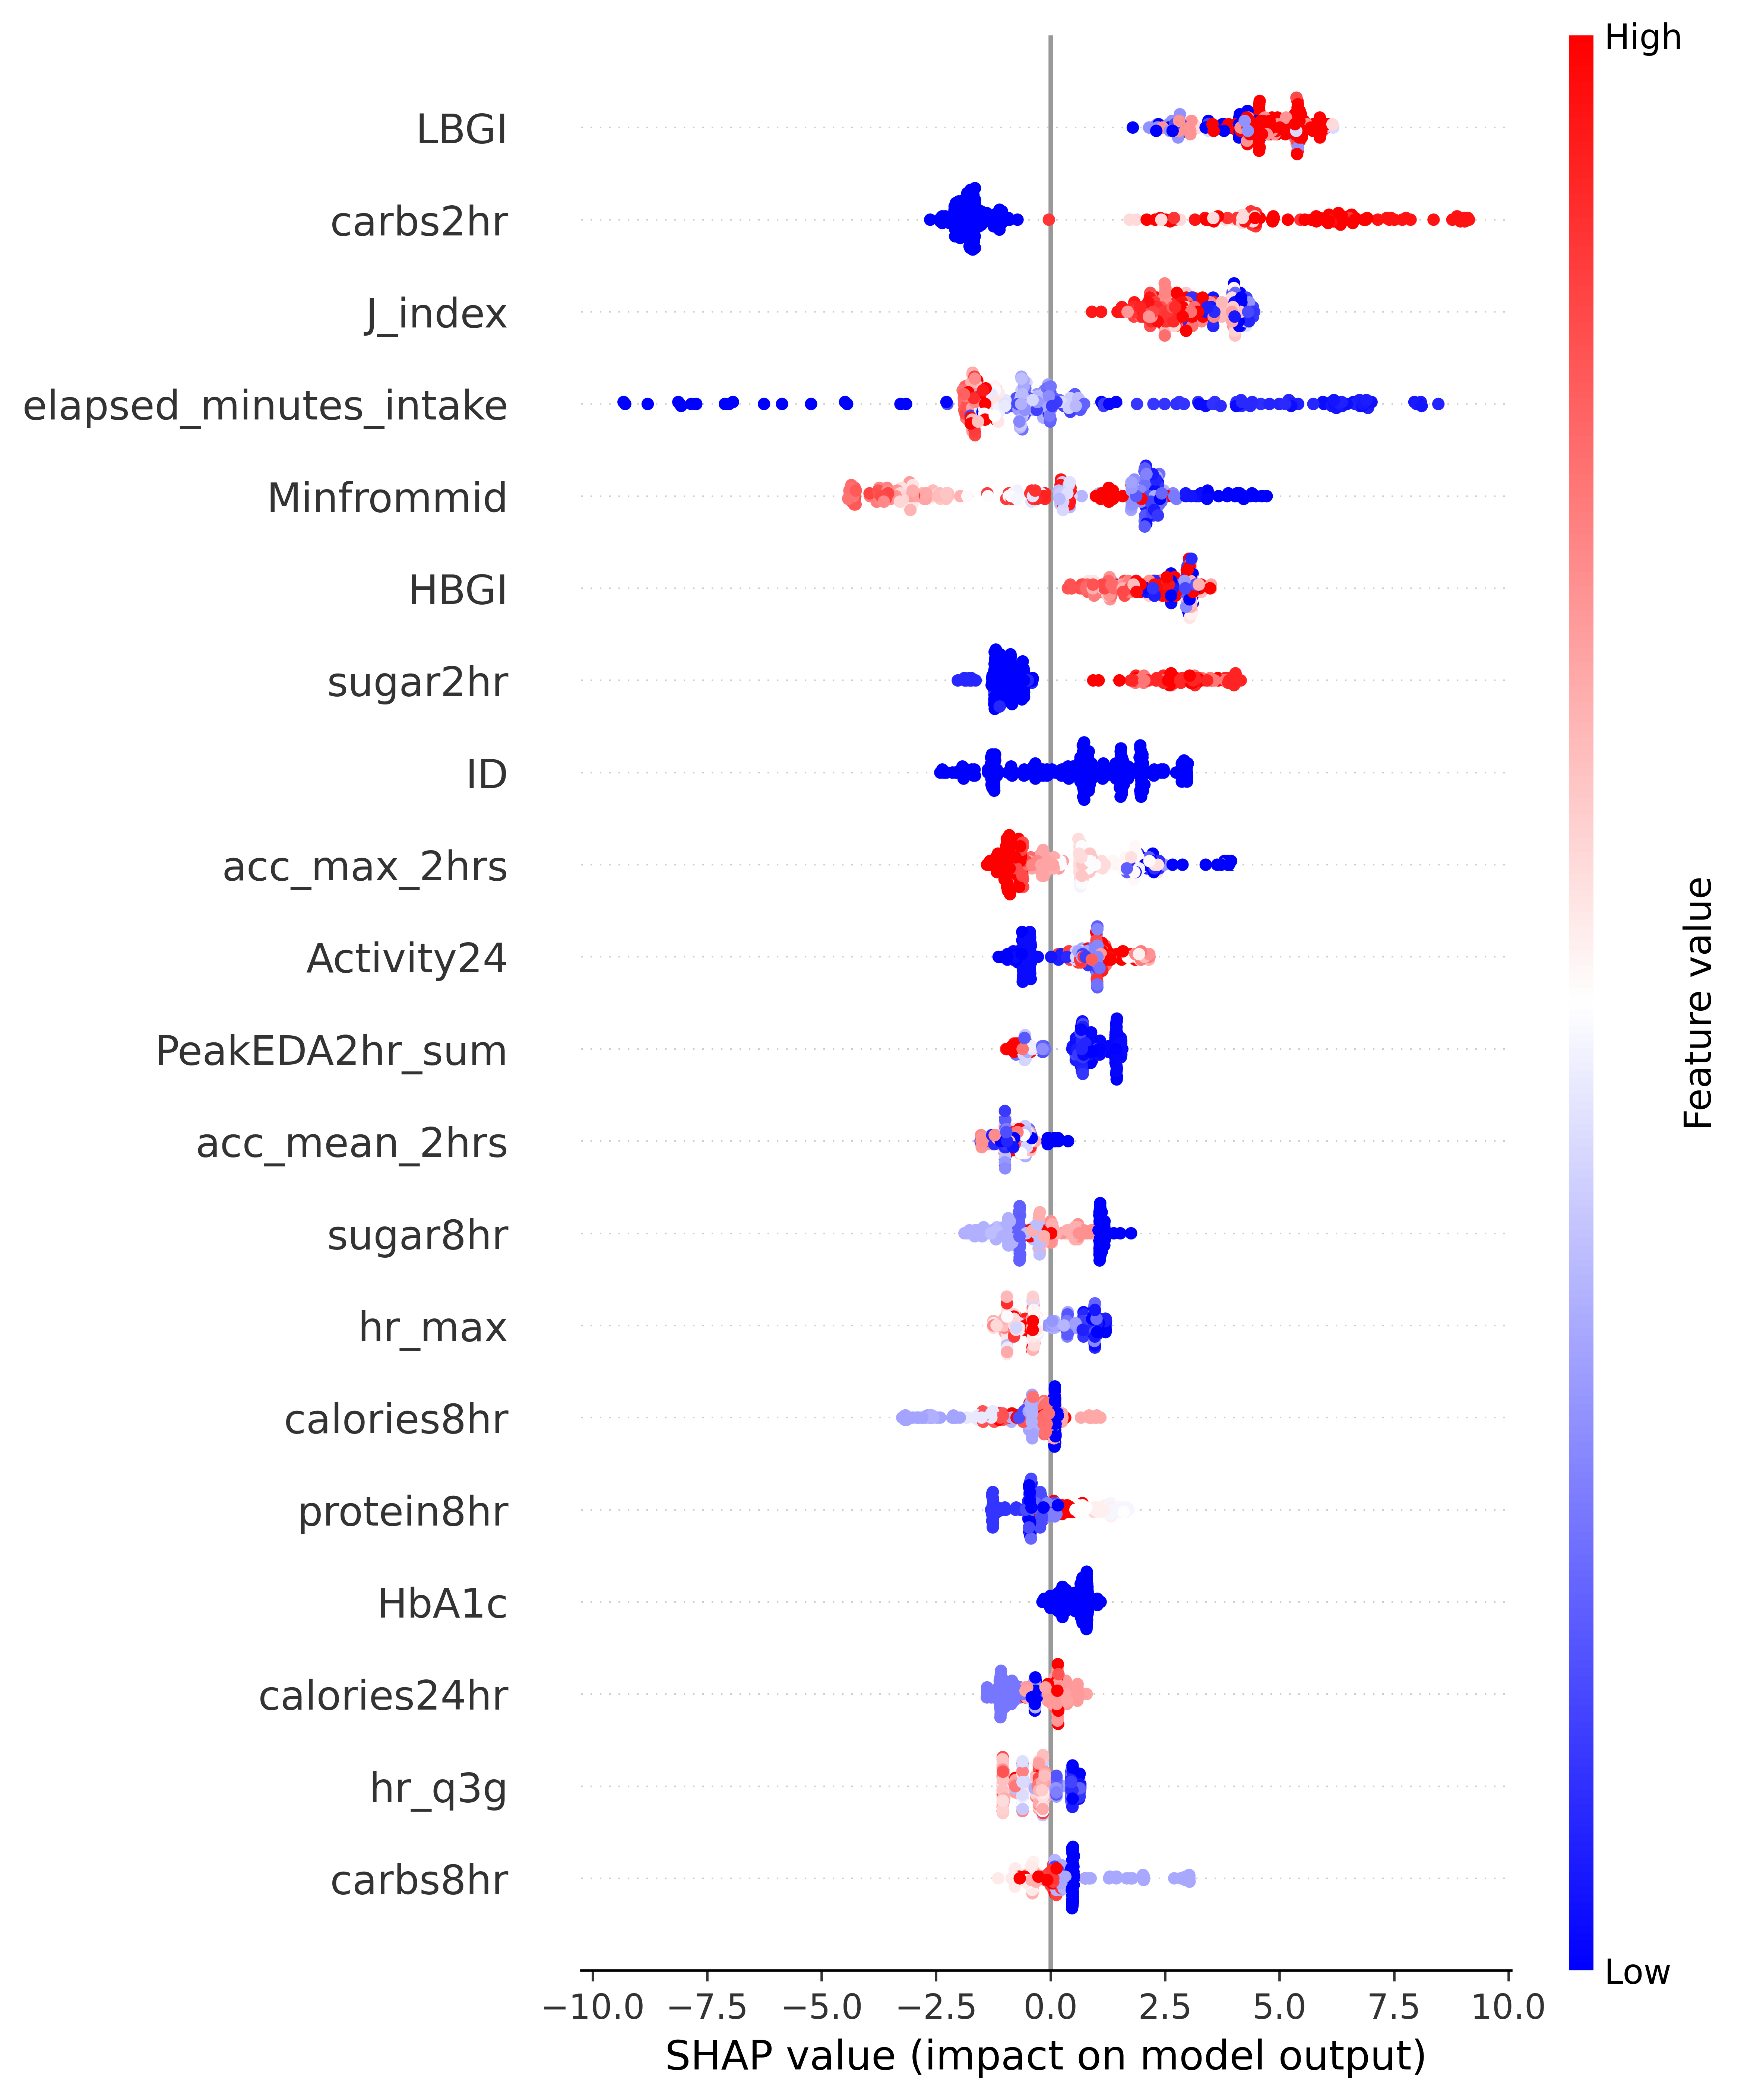 High
LBGI
carbs2hr
J_index
elapsed_minutes_intake
Minfrommid
HBGI
sugar2hr
ID
acc_max_2hrs
Activity24
PeakEDA2hr_sum
acc_mean_2hrs
sugar8hr
hr_max
calories8hr
protein8hr
HbA1c
calories24hr
hr_q3g
carbs8hr
Feature value
Low
−10.0 −7.5 −5.0 −2.5 0.0 2.5 5.0 7.5 10.0
SHAP value (impact on model output)